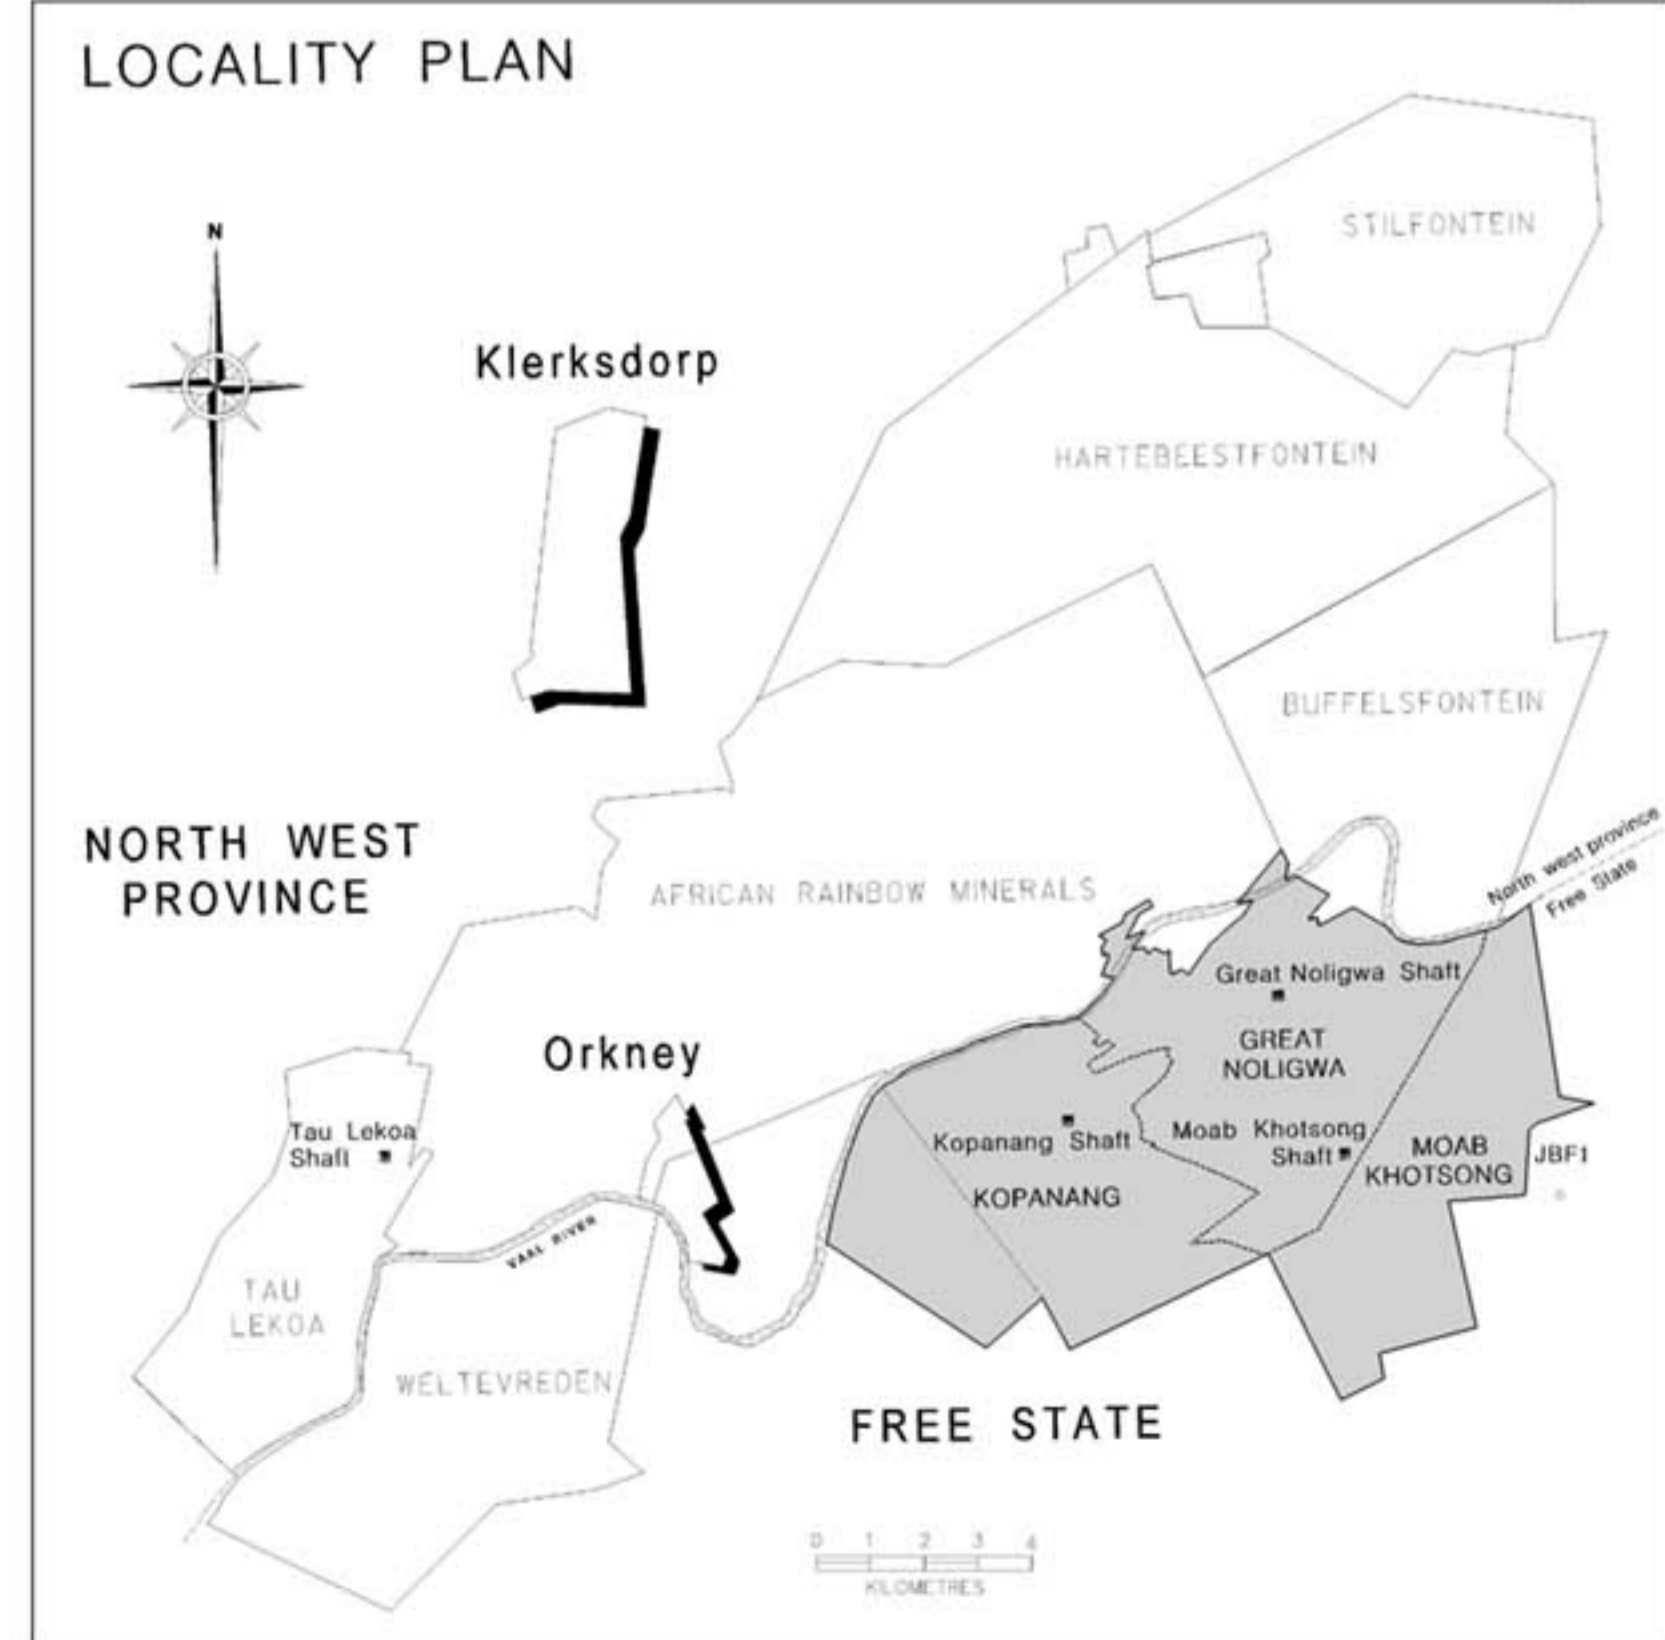 LOCALITY PLAN
N
STILFONTEIN
Klerksdorp
HARTEBEESTFONTEIN
BUFFELSFONTEIN
NORTH WEST
PROVINCE
North west province
Free State
AFRICAN RAINBOW MINERALS
Great Noligwa Shaft
GREAT
NOLIGWA
Orkney
Tau Lekoa
Shaft
Kopanang Shaft
Moab Khotsong
Shaft
MOAB
KHOTSONG
JBF1
KOPANANG
VAAL RIVER
TAU
LEKOA
WELTEVREDEN
FREE STATE
0 1 2 3 4
KILOMETRES